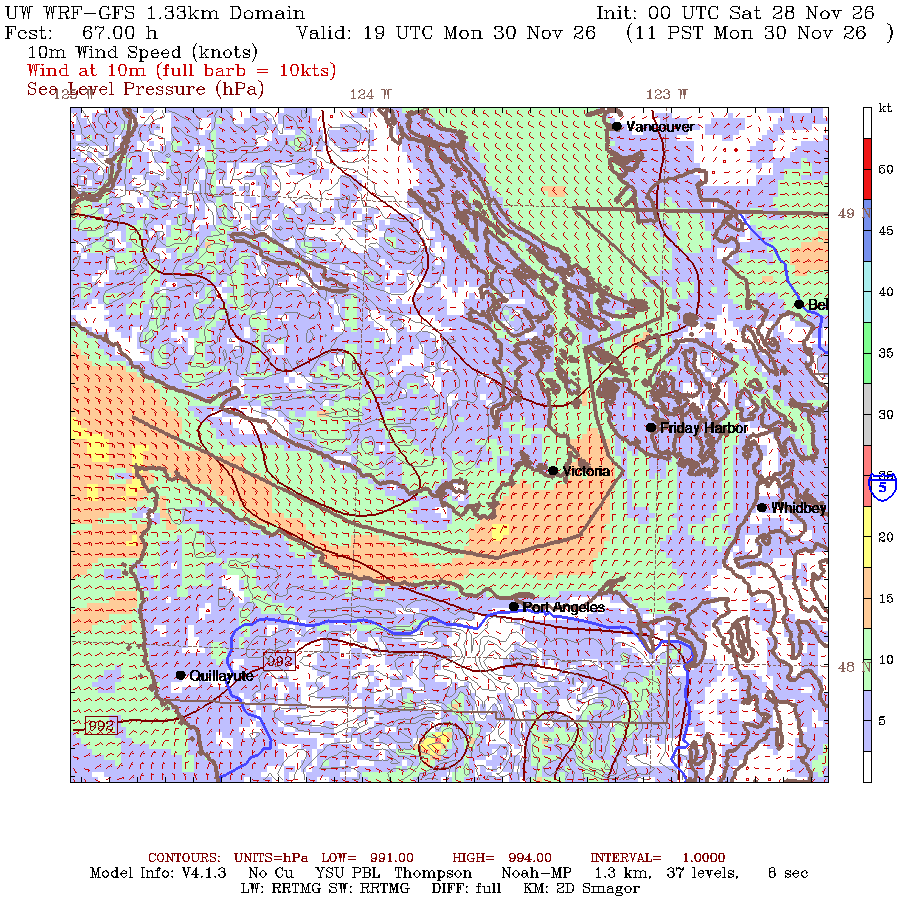 UW WRF-GFS 1.33km Domain Init: 00 UTC Sat 28 Nov 26
Fcst: 67.00 h Valid: 19 UTC Mon 30 Nov 26 (11 PST Mon 30 Nov 26 )
10m Wind Speed (knots)
Wind at 10m (full barb = 10kts)
Sea Level Pressure (hPa)
125 W 124 W 123 W
kt
Vancouver
60
49 N
45
40
Bel
35
30
Friday Harbor
Victoria
25
5
Whidbey
20
15
Port Angeles
10
992
48 N
Quillayute
992
5
CONTOURS: UNITS=hPa LOW= 991.00 HIGH= 994.00 INTERVAL= 1.0000
Model Info: V4.1.3 No Cu YSU PBL Thompson Noah-MP 1.3 km, 37 levels, 8 sec
LW: RRTMG SW: RRTMG DIFF: full KM: 2D Smagor